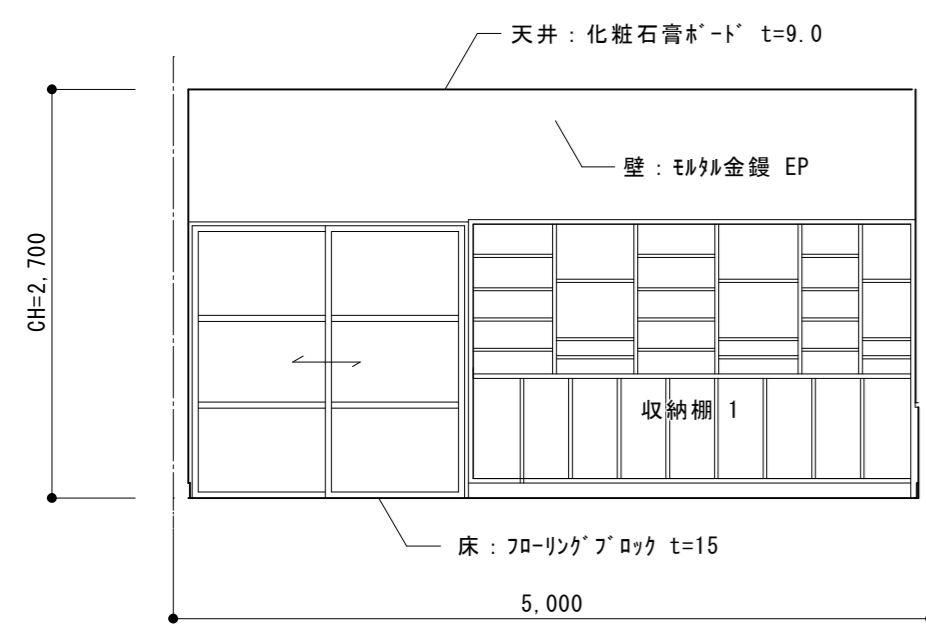 天井：化粧石膏ﾎﾞｰﾄﾞ t=9.0
壁：ﾓﾙﾀﾙ金鏝 EP
CH=2,700
収納棚 1
床：ﾌﾛｰﾘﾝｸﾞﾌﾞﾛｯｸ t=15
5,000